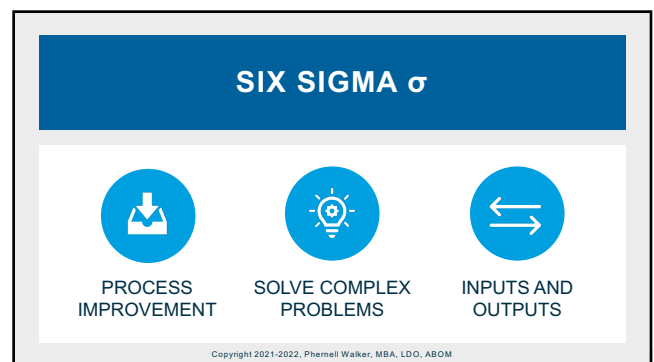 SIX SIGMA σ
PROCESS
IMPROVEMENT
SOLVE COMPLEX
PROBLEMS
INPUTS AND
OUTPUTS
Copyright 2021-2022, Phernell Walker, MBA, LDO, ABOM